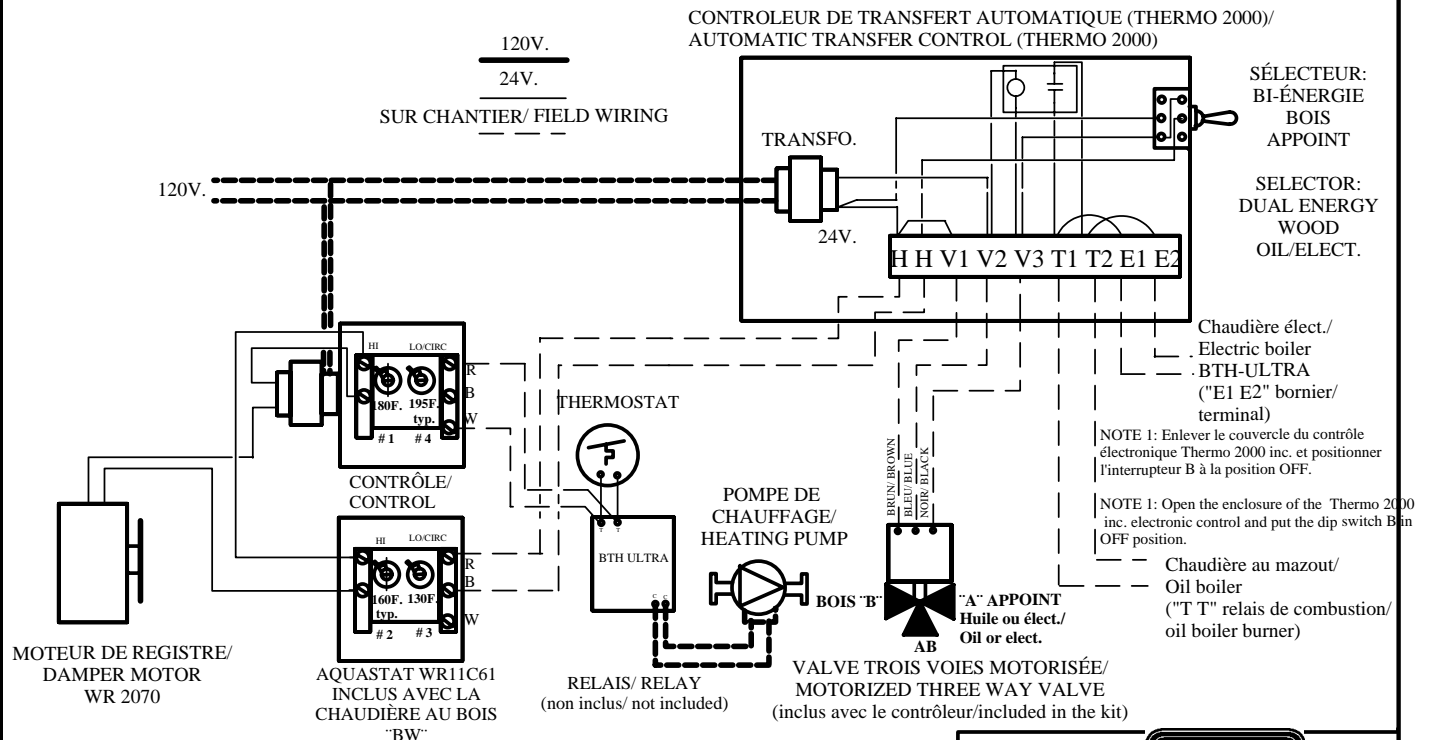 CONTROLEUR DE TRANSFERT AUTOMATIQUE (THERMO 2000)/
AUTOMATIC TRANSFER CONTROL (THERMO 2000)
120V.
24V.
SUR CHANTIER/ FIELD WIRING
SÉLECTEUR:
BI-ÉNERGIE
BOIS
APPOINT
SELECTOR:
DUAL ENERGY
WOOD
OIL/ELECT.
TRANSFO.
120V.
24V.
H H V1 V2 V3 T1 T2 E1 E2
Chaudière élect./
Electric boiler
BTH-ULTRA
("E1 E2" bornier/
terminal)
HI LO/CIRC
R
B
W
180F. 195F.
typ.
# 1 # 4
CONTRÔLE/
CONTROL
THERMOSTAT
T T
BTH ULTRA
C C
RELAIS/ RELAY
(non inclus/ not included)
POMPE DE
CHAUFFAGE/
HEATING PUMP
BRUN/ BROWN
BLEU/ BLUE
NOIR/ BLACK
NOTE 1: Enlever le couvercle du contrôle
électronique Thermo 2000 inc. et positionner
l'interrupteur B à la position OFF.
NOTE 1: Open the enclosure of the Thermo 2000
inc. electronic control and put the dip switch B in
OFF position.
Chaudière au mazout/
Oil boiler
("T T" relais de combustion/
oil boiler burner)
HI LO/CIRC
R
B
W
160F. 130F.
typ.
# 2 # 3
AQUASTAT WR11C61
INCLUS AVEC LA
CHAUDIÈRE AU BOIS
¨BW¨
MOTEUR DE REGISTRE/
DAMPER MOTOR
WR 2070
BOIS ¨B¨
¨A¨ APPOINT
Huile ou élect./
Oil or elect.
AB
VALVE TROIS VOIES MOTORISÉE/
MOTORIZED THREE WAY VALVE
(inclus avec le contrôleur/included in the kit)